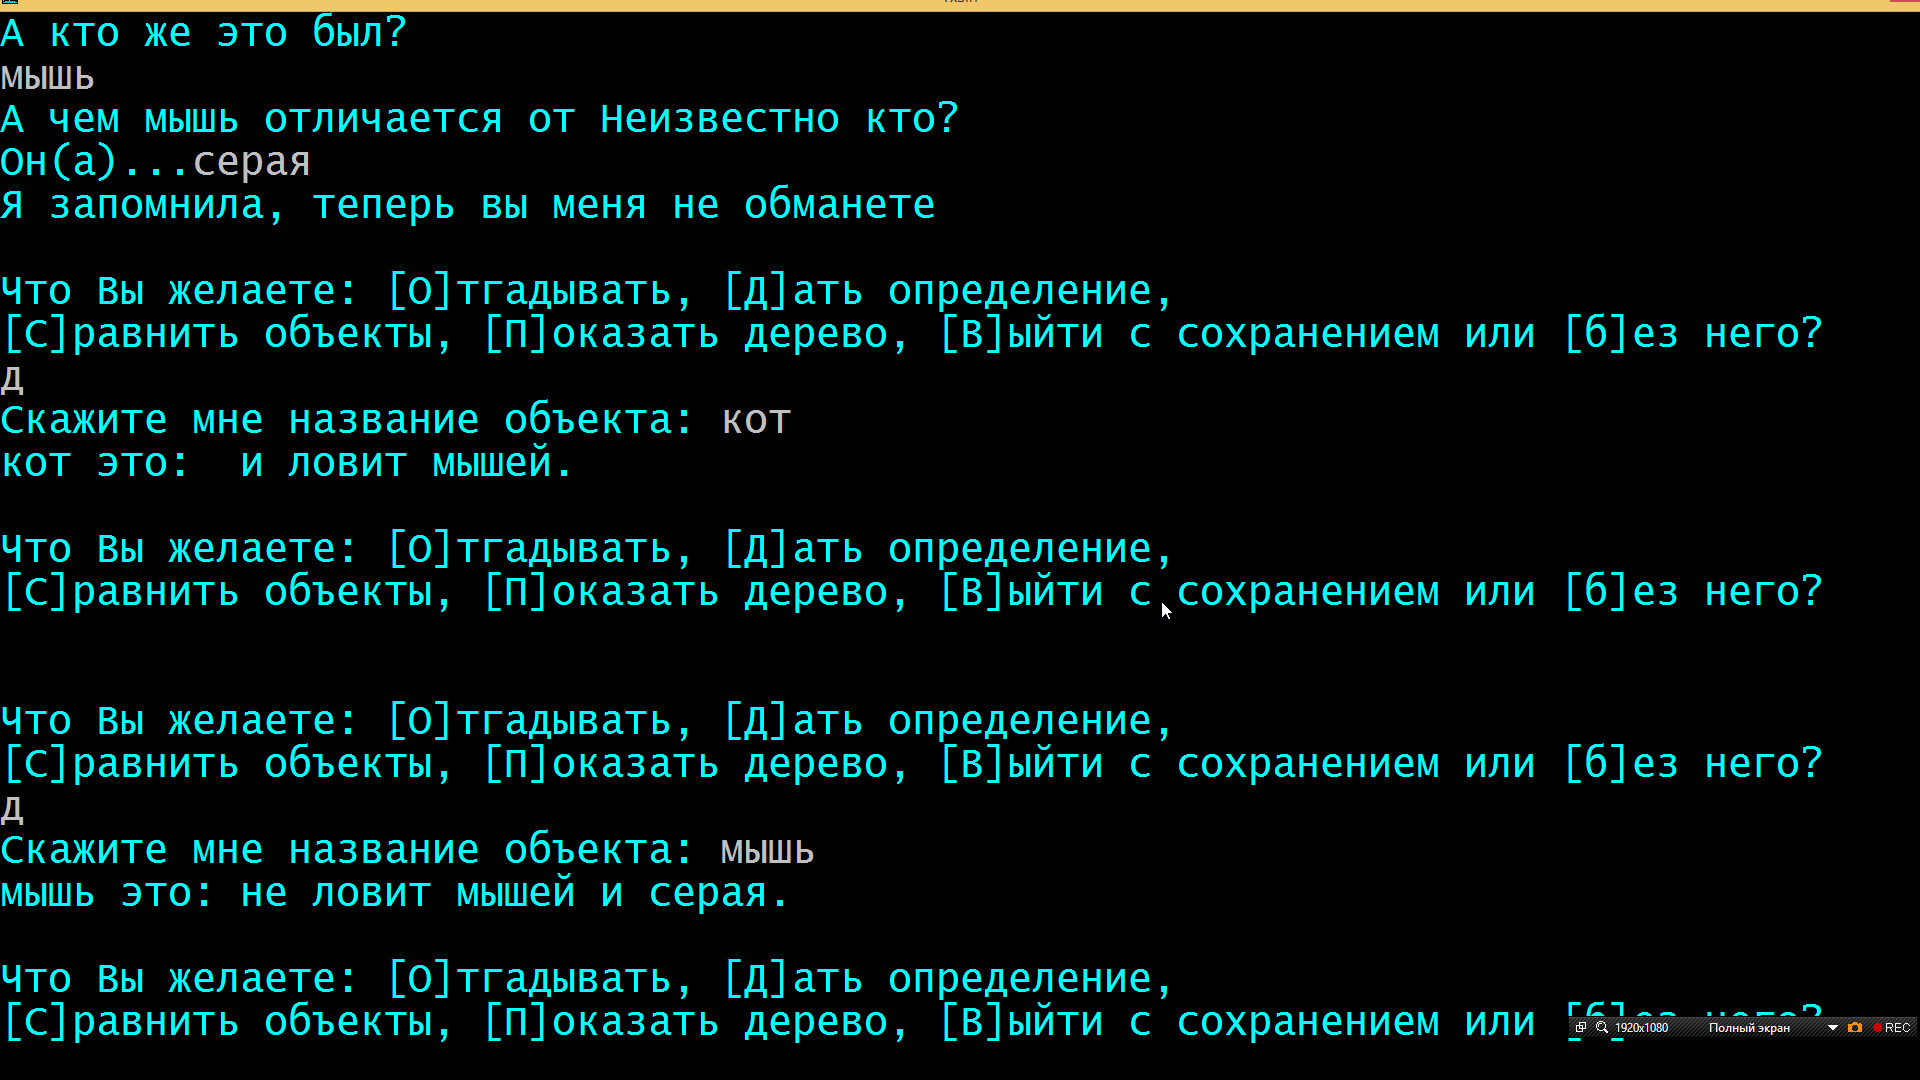 А кто же это был?
мышь
А чем мышь отличается от Неизвестно кто?
Он(а)...серая
Я запомнила, теперь вы меня не обманете
Что Вы желаете: [О]тгадывать, [Д]ать определение,
[С]равнить объекты, [П]оказать дерево, [В]ыйти с сохранением или [б]ез него?
Д
Скажите мне название объекта: кот
кот это:  и ловит мышей.
Что Вы желаете: [О]тгадывать, [Д]ать определение,
[С]равнить объекты, [П]оказать дерево, [В]ыйти с сохранением или [б]ез него?
Что Вы желаете: [О]тгадывать, [Д]ать определение,
[С]равнить объекты, [П]оказать дерево, [В]ыйти с сохранением или [б]ез него?
Д
Скажите мне название объекта: мышь
мышь это: не ловит мышей и серая.
Что Вы желаете: [О]тгадывать, [Д]ать определение,
[С]равнить объекты, [П]оказать дерево, [В]ыйти с сохранением или [б]ез него?
1920x1080 Полный экран REC